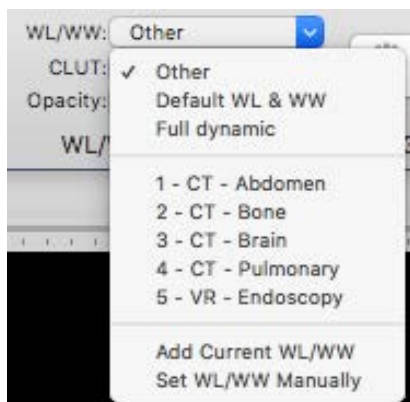 WL/WW: Other
CLUT: ✓ Other
Opacity: Default WL & WW
Full dynamic
WL/
1 - CT - Abdomen
2 - CT - Bone
3 - CT - Brain
4 - CT - Pulmonary
5 - VR - Endoscopy
Add Current WL/WW
Set WL/WW Manually